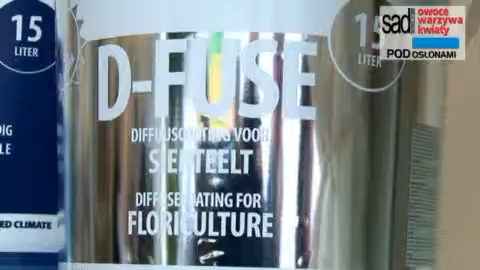 15
LITER
D-FUSE
DIFFUUSCOATING VOOR
SIERTEELT
DIFFUSE COATING FOR
FLORICULTURE
ED CLIMATE
15
LITER
sad
owoce
warzywa
kwiaty
POD OSŁONAMI